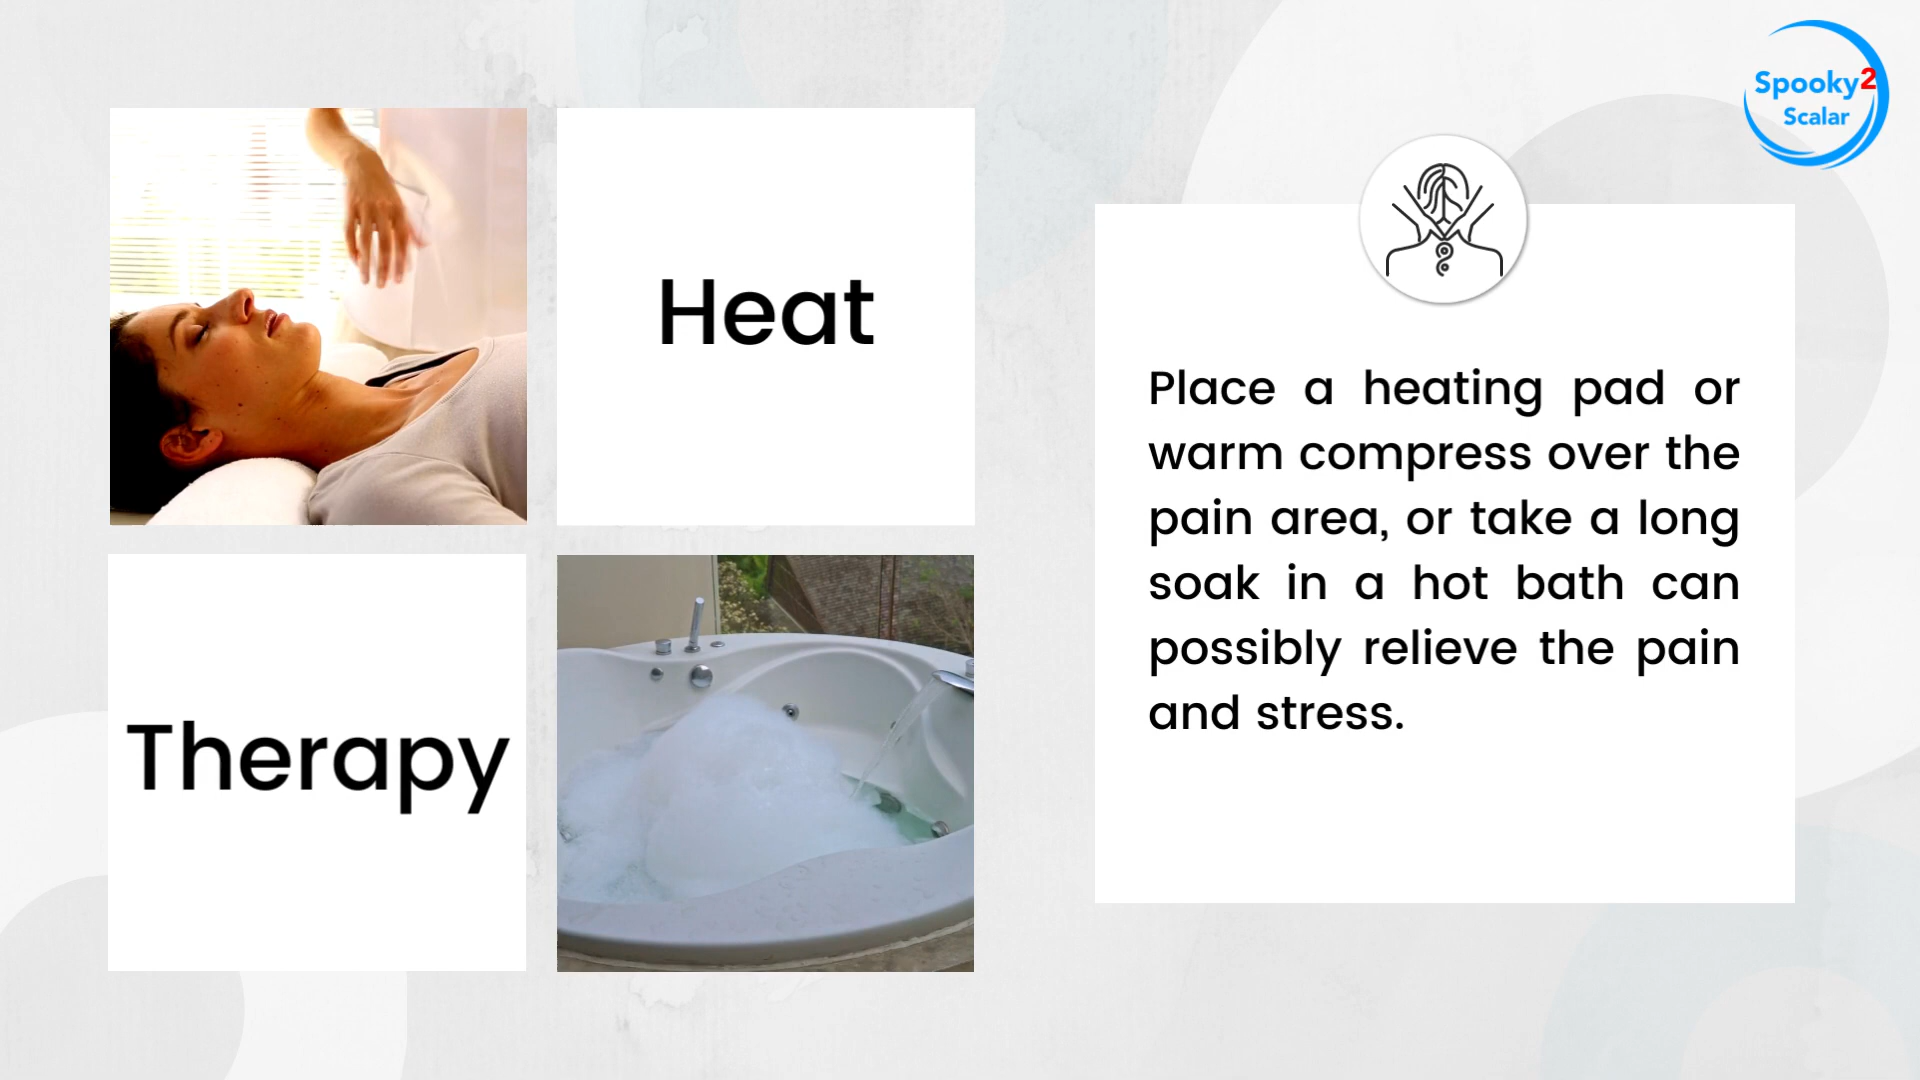 Spooky2
Scalar
Heat
Therapy
Place a heating pad or
warm compress over the
pain area, or take a long
soak in a hot bath can
possibly relieve the pain
and stress.